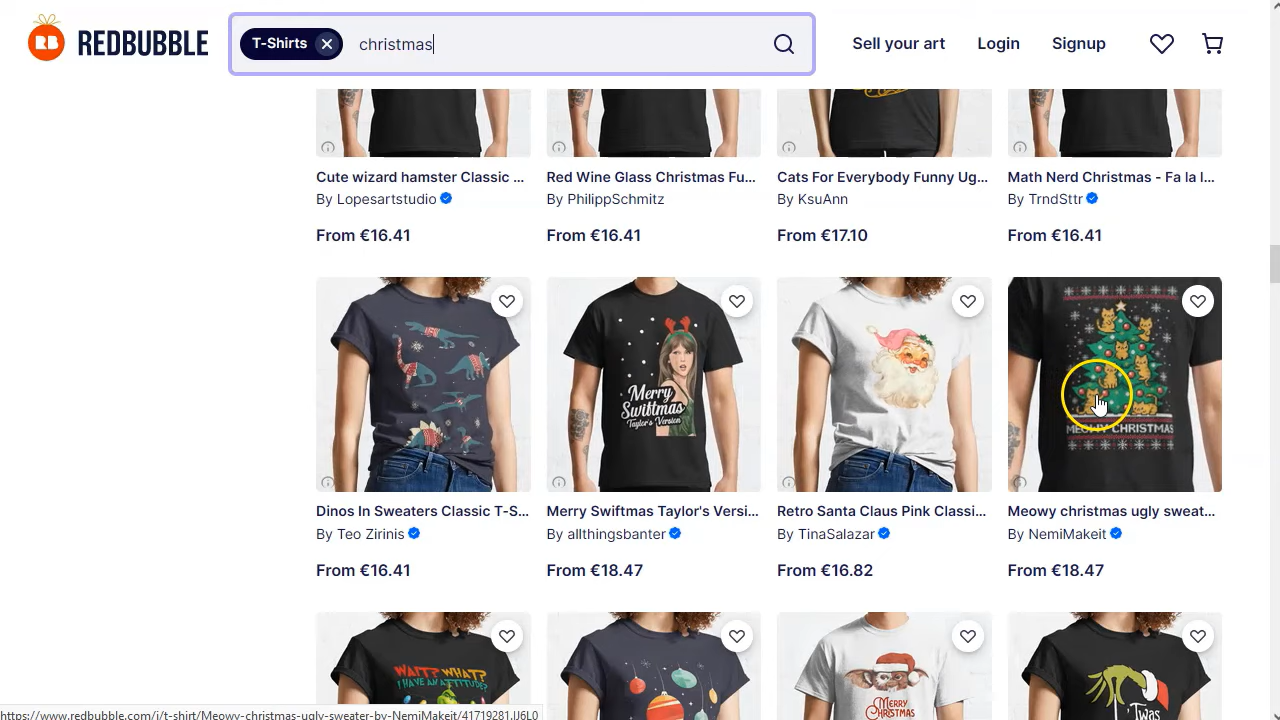 REDBUBBLE
T-Shirts
christmas
Sell your art
Login
Signup
Cute wizard hamster Classic ...
Red Wine Glass Christmas Fu...
Cats For Everybody Funny Ug...
Math Nerd Christmas - Fa la l...
By Lopesartstudio
By PhilippSchmitz
By KsuAnn
By TrndSttr
From €16.41
From €16.41
From €17.10
From €16.41
Merry
Swiftmas
Taylor's Version
MEOWY CHRISTMAS
Dinos In Sweaters Classic T-S...
Merry Swiftmas Taylor's Versi...
Retro Santa Claus Pink Classi...
Meowy christmas ugly sweat...
By Teo Zirinis
By allthingsbanter
By TinaSalazar
By NemiMakeit
From €16.41
From €18.47
From €16.82
From €18.47
WAIT? WHAT?
I HAVE AN ATTITUDE?
MERRY
CHRISTMAS
'TWAS
https://www.redbubble.com/i/t-shirt/Meowy-christmas-ugly-sweater-by-NemiMakeit/41719281.IJ6L0